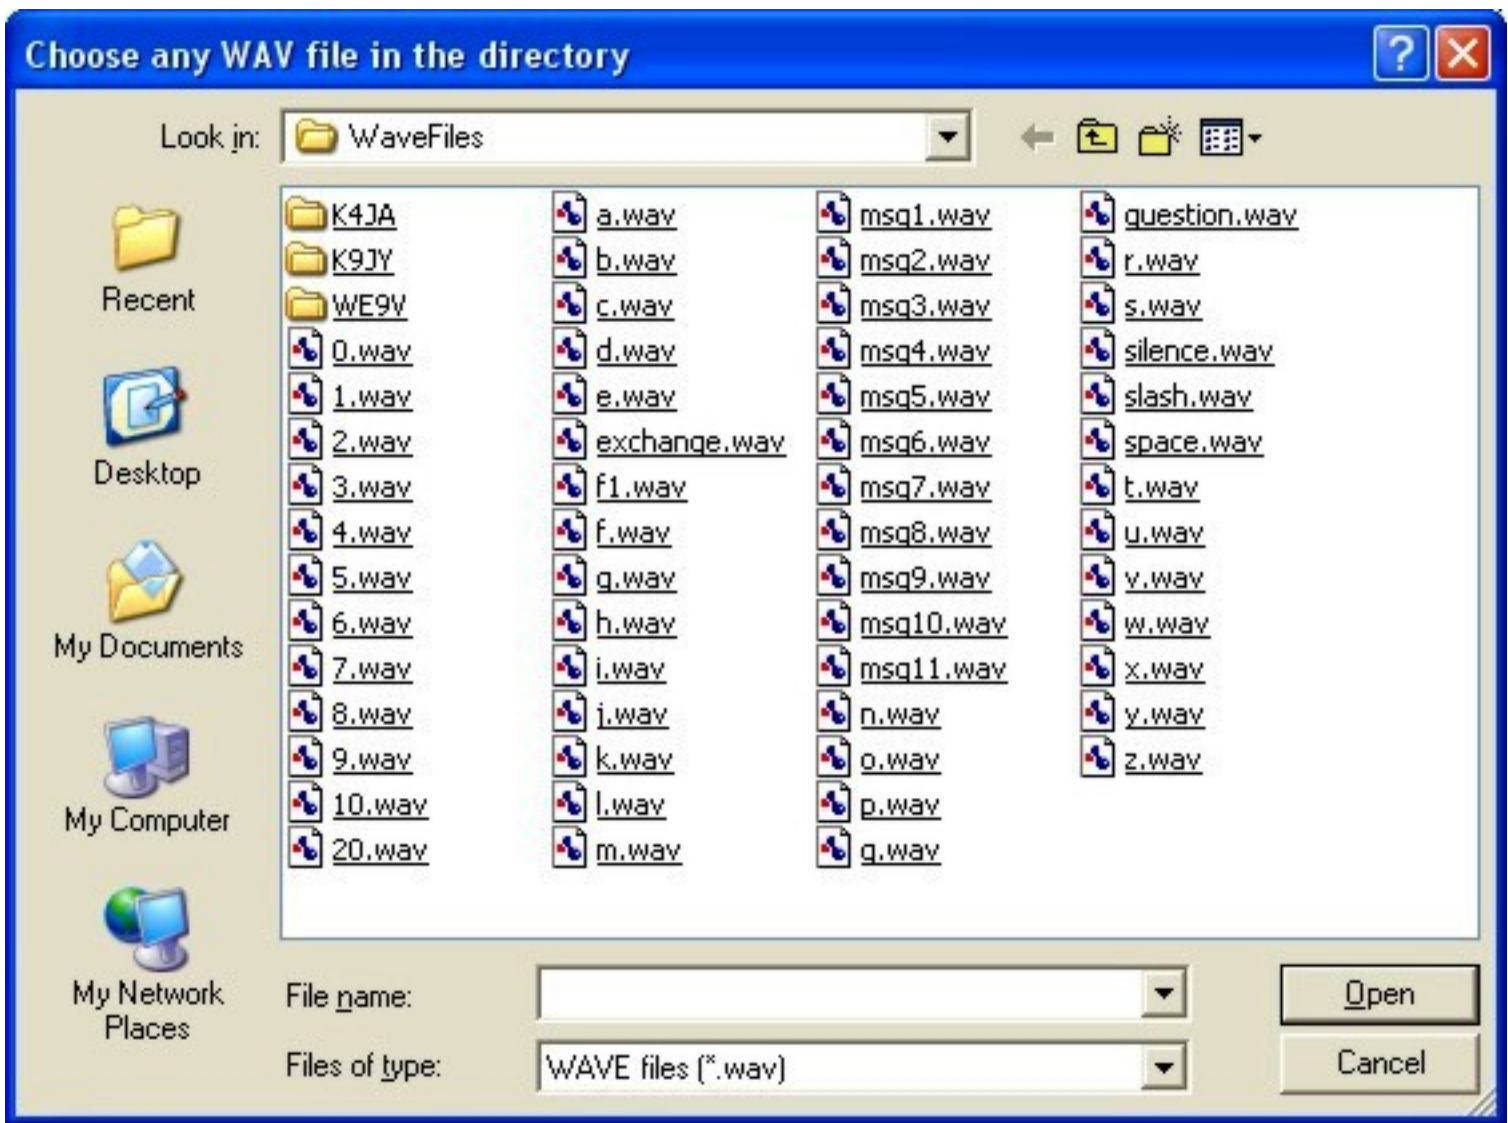 Choose any WAV file in the directory
Look in: WaveFiles
K4JA
K9JY
WE9V
0.wav
1.wav
2.wav
3.wav
4.wav
5.wav
6.wav
7.wav
8.wav
9.wav
10.wav
20.wav
a.wav
b.wav
c.wav
d.wav
e.wav
exchange.wav
f1.wav
f.wav
g.wav
h.wav
i.wav
j.wav
k.wav
l.wav
m.wav
msg1.wav
msg2.wav
msg3.wav
msg4.wav
msg5.wav
msg6.wav
msg7.wav
msg8.wav
msg9.wav
msg10.wav
msg11.wav
n.wav
o.wav
p.wav
q.wav
question.wav
r.wav
s.wav
silence.wav
slash.wav
space.wav
t.wav
u.wav
v.wav
w.wav
x.wav
y.wav
z.wav
Recent
Desktop
My Documents
My Computer
My Network
Places
File name:
Open
Files of type: WAVE files (*.wav)
Cancel